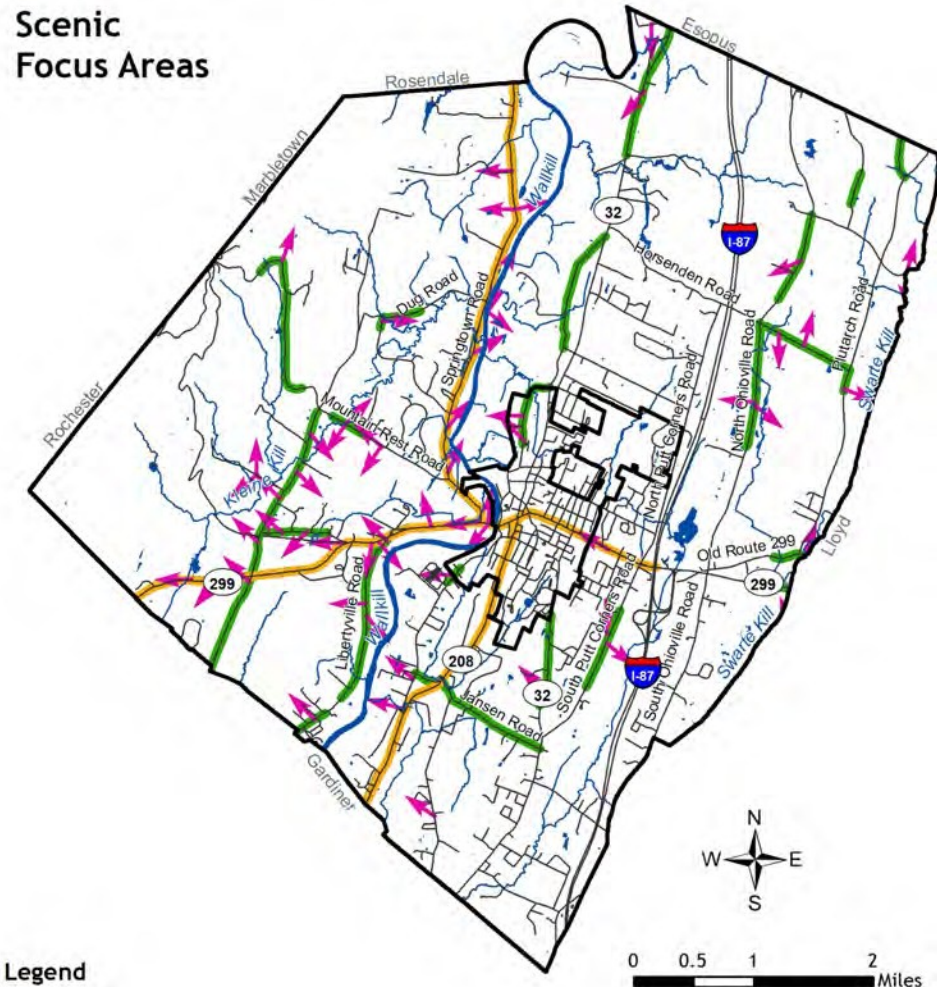 Scenic
Focus Areas
Esopus
Rosendale
Marbletown
Wallkill
32
I-87
Horsenden Road
Dug Road
Springtown Road
Plutarch Road
North Ohioville Road
Swarte Kill
Rochester
Mountain Rest Road
North Putt Corners Road
Kleine Kill
Old Route 299
Lloyd
299
299
Libertyville Road
Wallkill
South Putt Corners Road
Swarte Kill
208
I-87
South Ohioville Road
32
Jansen Road
Gardiner
N
W E
S
Legend
0 0.5 1 2
Miles